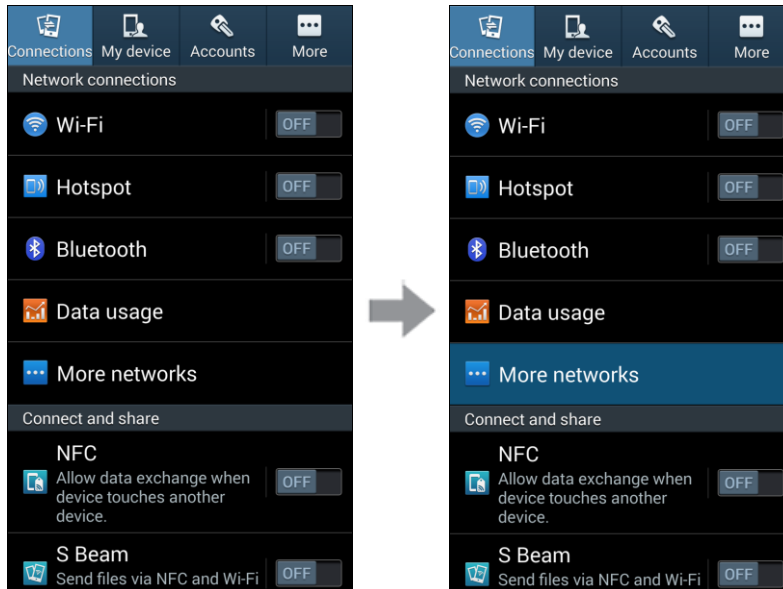 Connections My device Accounts More
Network connections
Wi-Fi OFF
Hotspot OFF
Bluetooth OFF
Data usage
More networks
Connect and share
NFC
Allow data exchange when
device touches another
device.
OFF
S Beam
Send files via NFC and Wi-Fi OFF
Connections My device Accounts More
Network connections
Wi-Fi OFF
Hotspot OFF
Bluetooth OFF
Data usage
More networks
Connect and share
NFC
Allow data exchange when
device touches another
device.
OFF
S Beam
Send files via NFC and Wi-Fi OFF